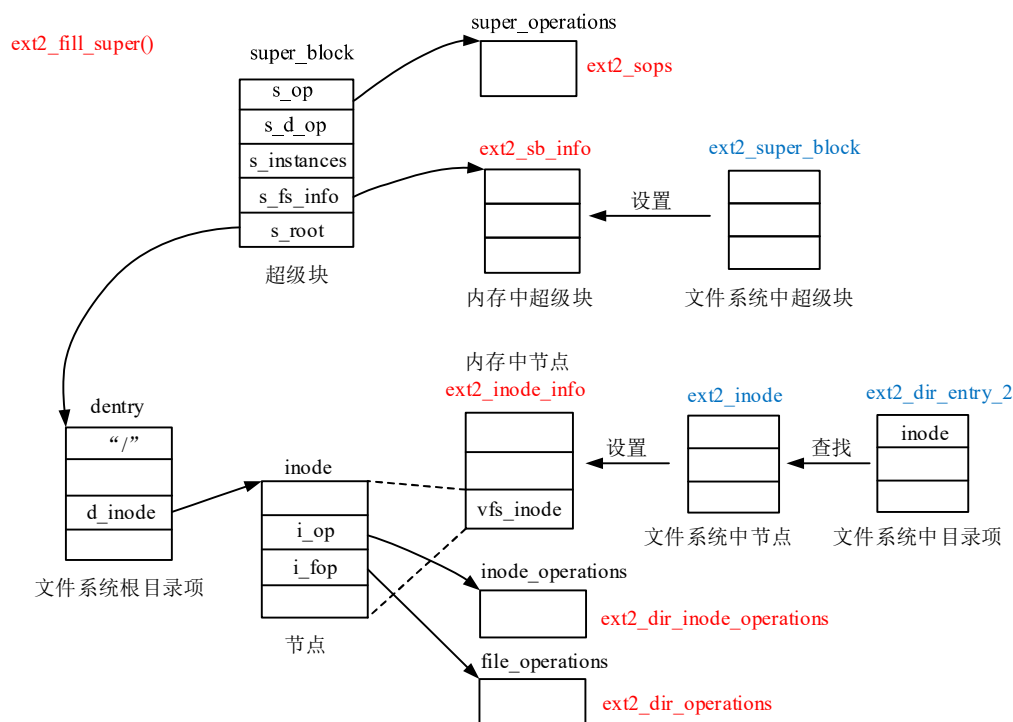 ext2_fill_super()
super_operations
ext2_sops
super_block
s_op
s_d_op
s_instances
s_fs_info
s_root
超级块
ext2_sb_info
内存中超级块
设置
ext2_super_block
文件系统中超级块
dentry
“/”
d_inode
文件系统根目录项
inode
i_op
i_fop
节点
内存中节点
ext2_inode_info
vfs_inode
设置
ext2_inode
文件系统中节点
查找
ext2_dir_entry_2
inode
文件系统中目录项
inode_operations
ext2_dir_inode_operations
file_operations
ext2_dir_operations